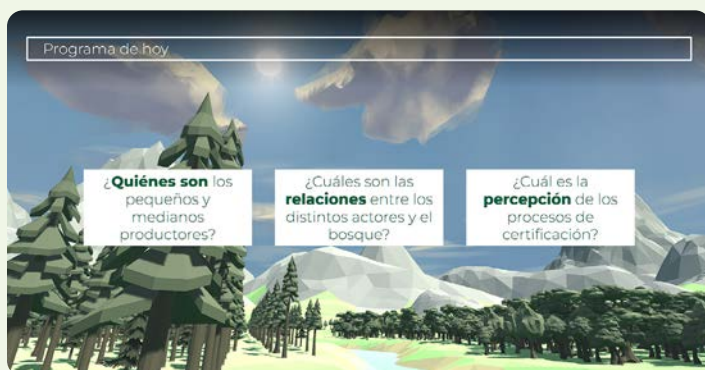 Programa de hoy
¿Quiénes son los
pequeños y
medianos
productores?
¿Cuáles son las
relaciones entre los
distintos actores y el
bosque?
¿Cuál es la
percepción de los
procesos de
certificación?